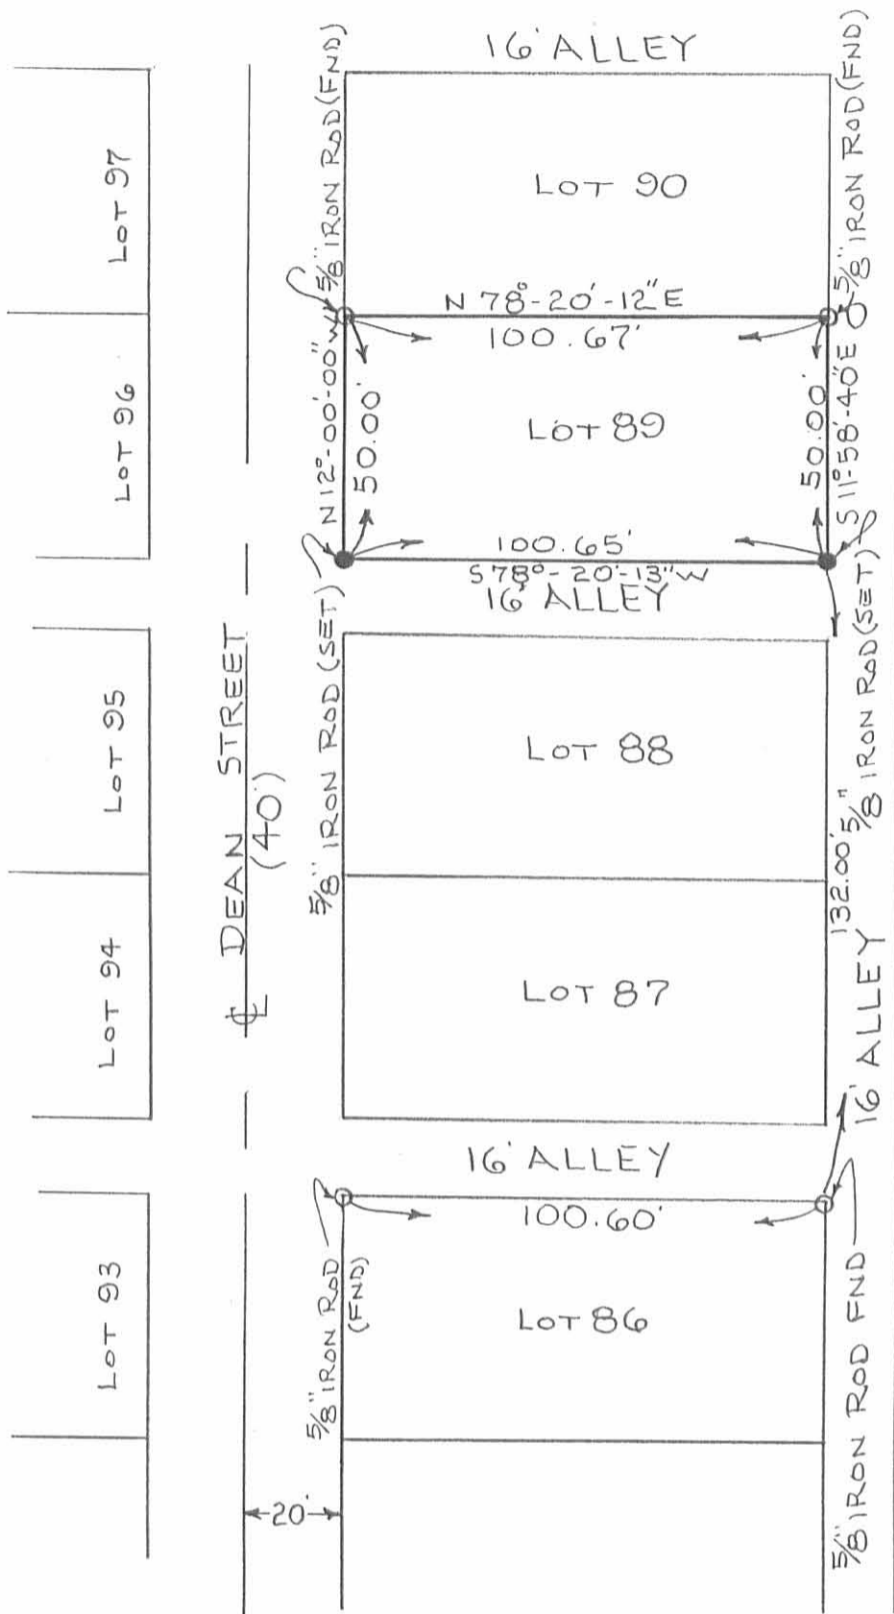 16' ALLEY
5/8" IRON ROD (FND)
5/8" IRON ROD (FND)
LOT 97
LOT 90
N 78°-20'-12" E
100.67'
N 12°-00'-00" W
50.00'
LOT 96
LOT 89
50.00'
S 11°-58'-40" E
100.65'
S 78°-20'-13" W
16' ALLEY
5/8" IRON ROD (SET)
5/8" IRON ROD (SET)
LOT 95
DEAN STREET
(40')
LOT 88
132.00'
LOT 94
℄
LOT 87
16' ALLEY
16' ALLEY
100.60'
LOT 93
5/8" IRON ROD
(FND)
LOT 86
5/8" IRON ROD FND
20'